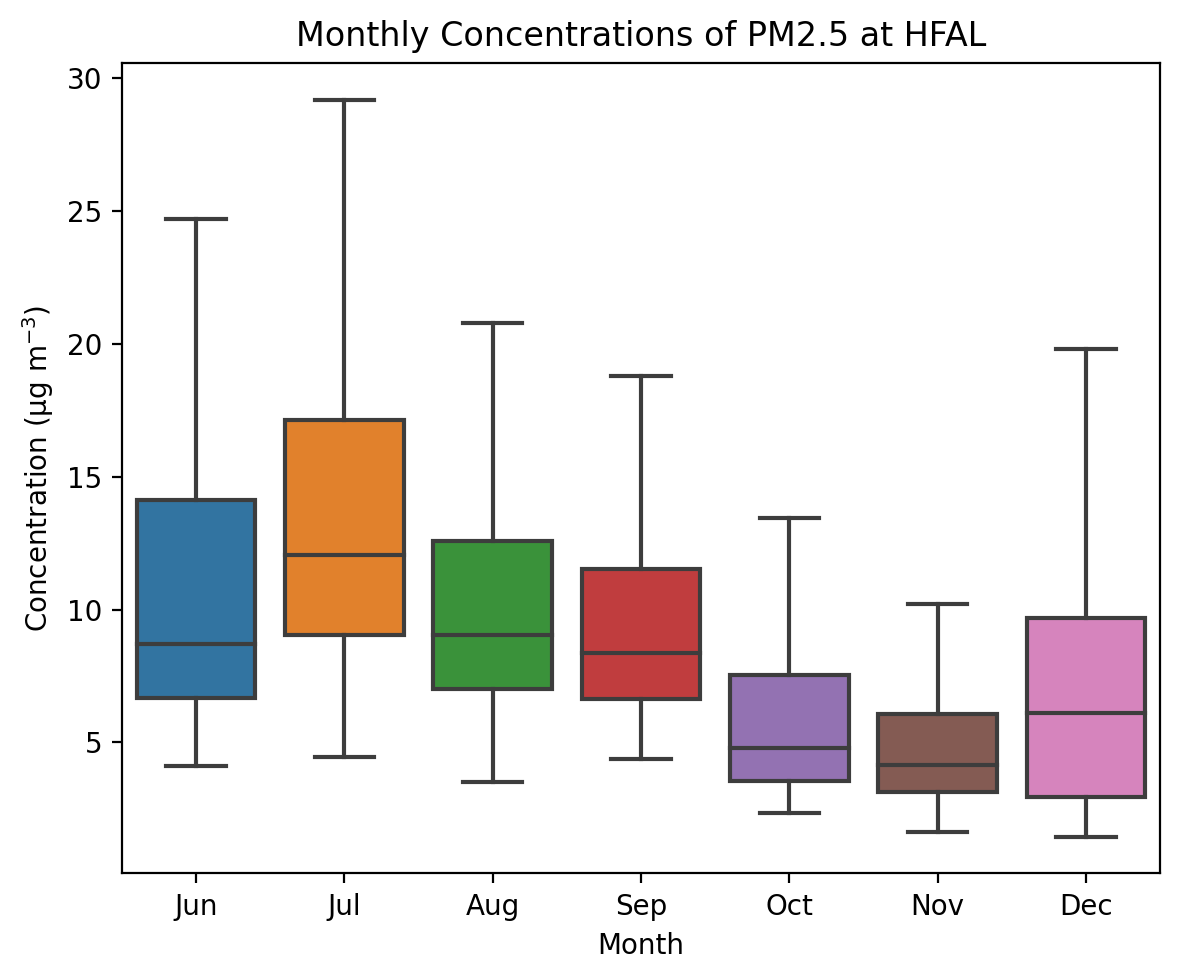 Monthly Concentrations of PM2.5 at HFAL
30
25
20
15
10
5
Concentration (µg m⁻³)
Jun Jul Aug Sep Oct Nov Dec
Month